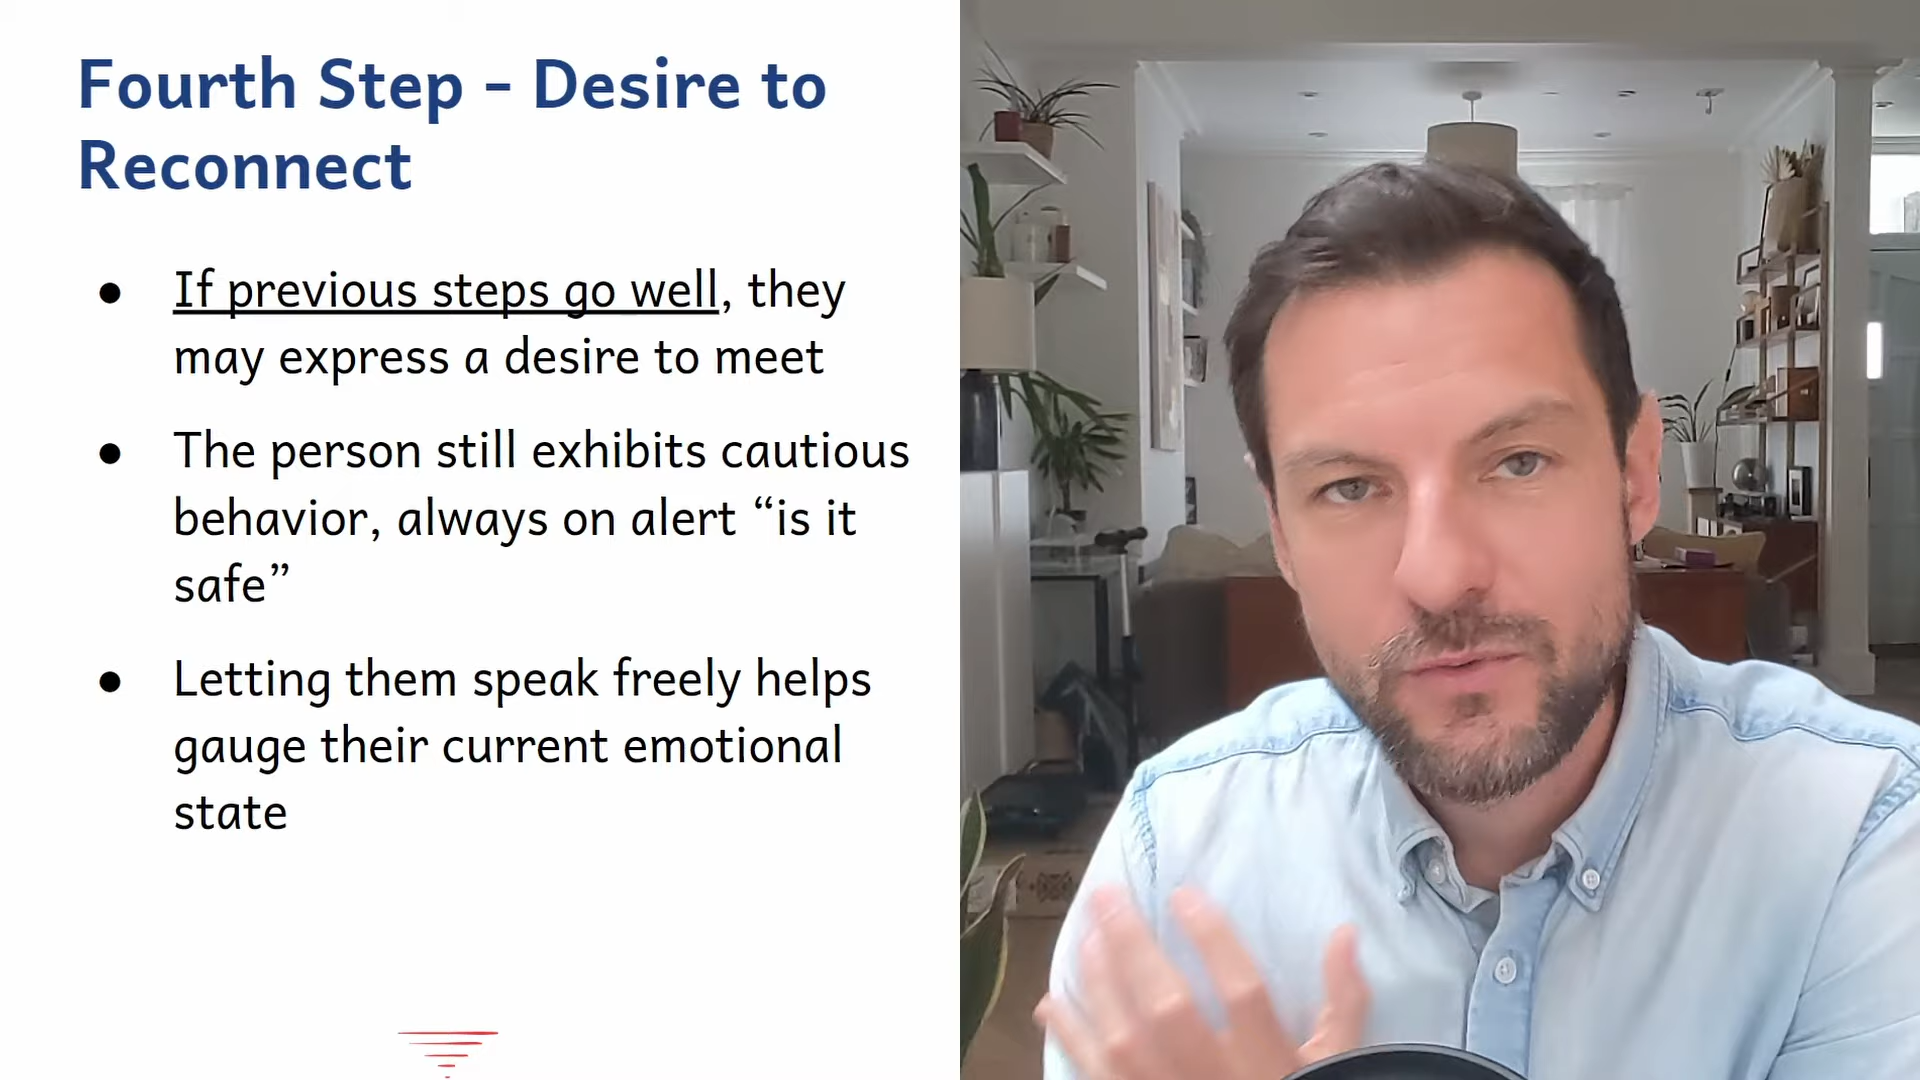 Fourth Step - Desire to
Reconnect
● If previous steps go well, they
may express a desire to meet
● The person still exhibits cautious
behavior, always on alert “is it
safe”
● Letting them speak freely helps
gauge their current emotional
state